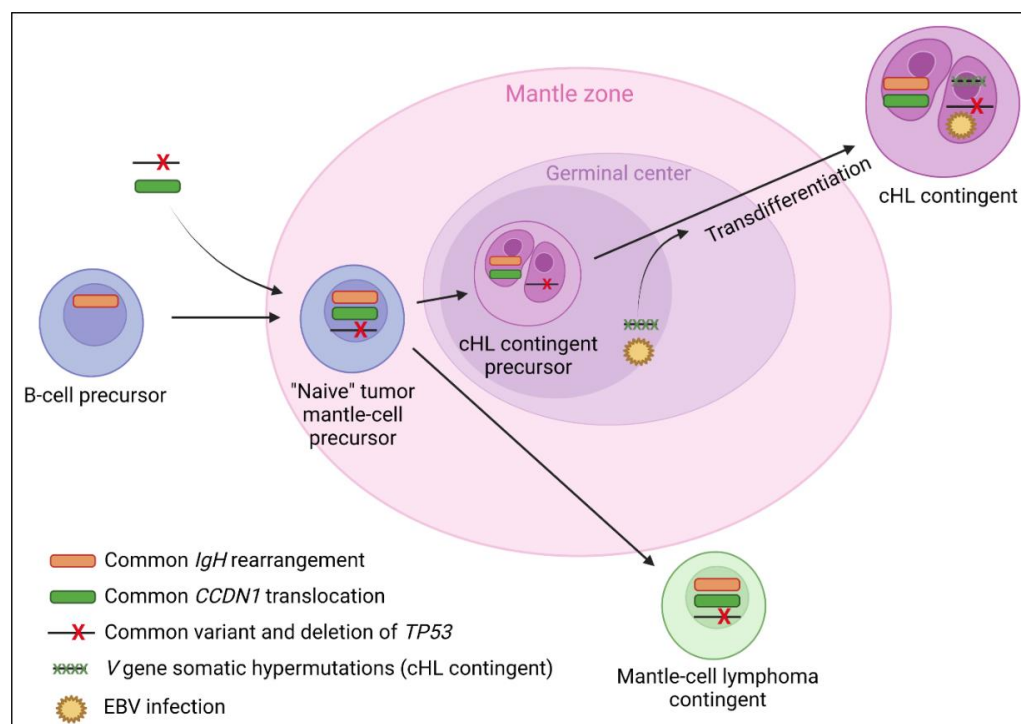 Mantle zone
Germinal center
Transdifferentiation
cHL contingent
cHL contingent
precursor
B-cell precursor
"Naive" tumor
mantle-cell
precursor
Common IgH rearrangement
Common CCDN1 translocation
Common variant and deletion of TP53
V gene somatic hypermutations (cHL contingent)
EBV infection
Mantle-cell lymphoma
contingent